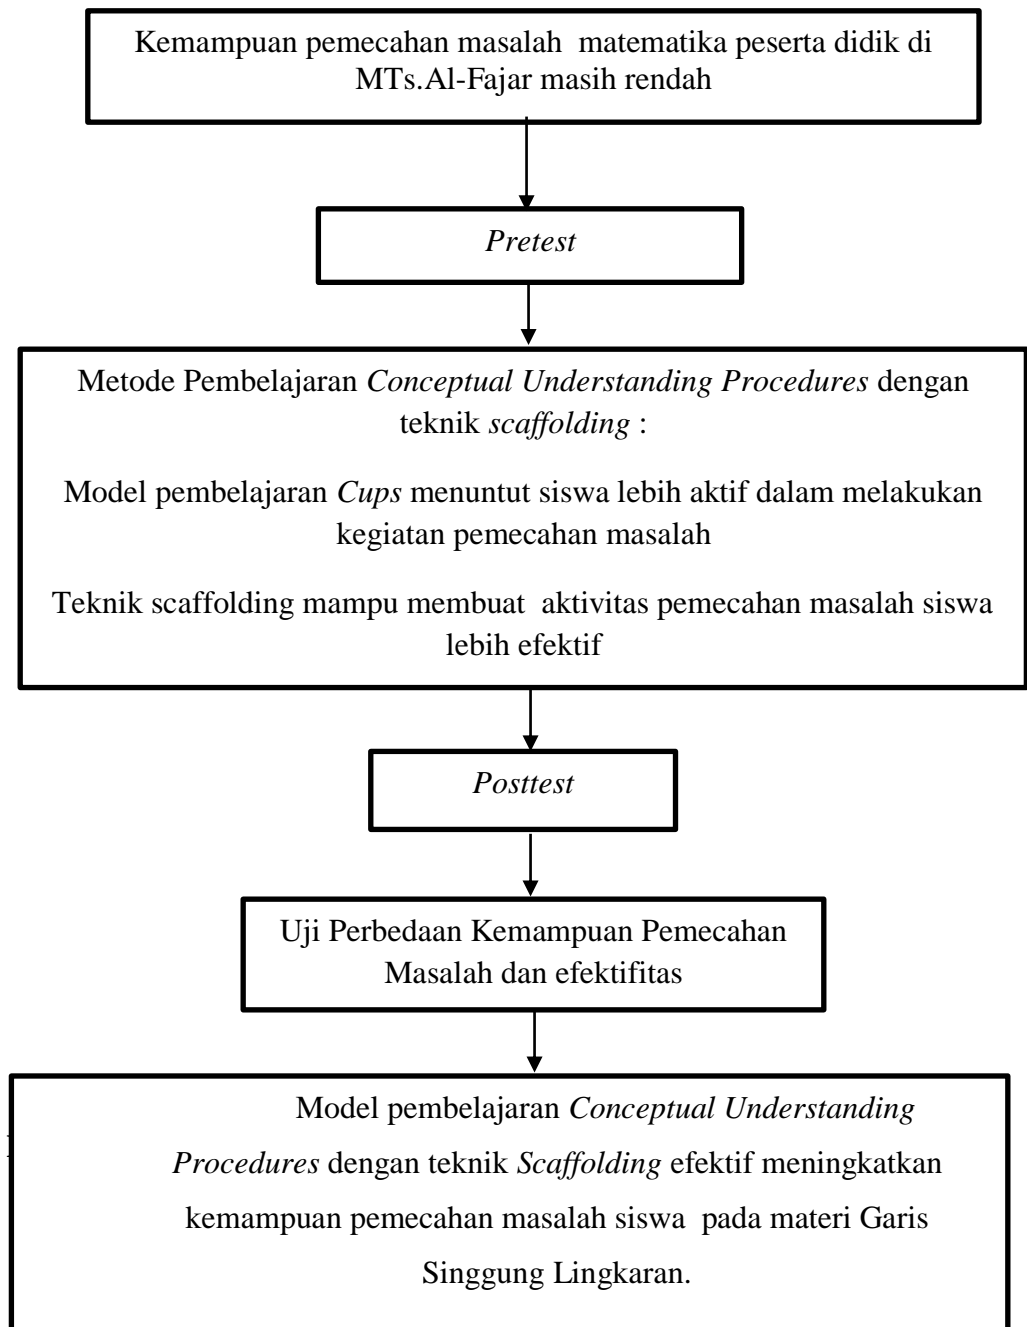 Kemampuan pemecahan masalah matematika peserta didik di
MTs.Al-Fajar masih rendah
Pretest
Metode Pembelajaran Conceptual Understanding Procedures dengan
teknik scaffolding :
Model pembelajaran Cups menuntut siswa lebih aktif dalam melakukan
kegiatan pemecahan masalah
Teknik scaffolding mampu membuat aktivitas pemecahan masalah siswa
lebih efektif
Posttest
Uji Perbedaan Kemampuan Pemecahan
Masalah dan efektifitas
Model pembelajaran Conceptual Understanding
Procedures dengan teknik Scaffolding efektif meningkatkan
kemampuan pemecahan masalah siswa pada materi Garis
Singgung Lingkaran.